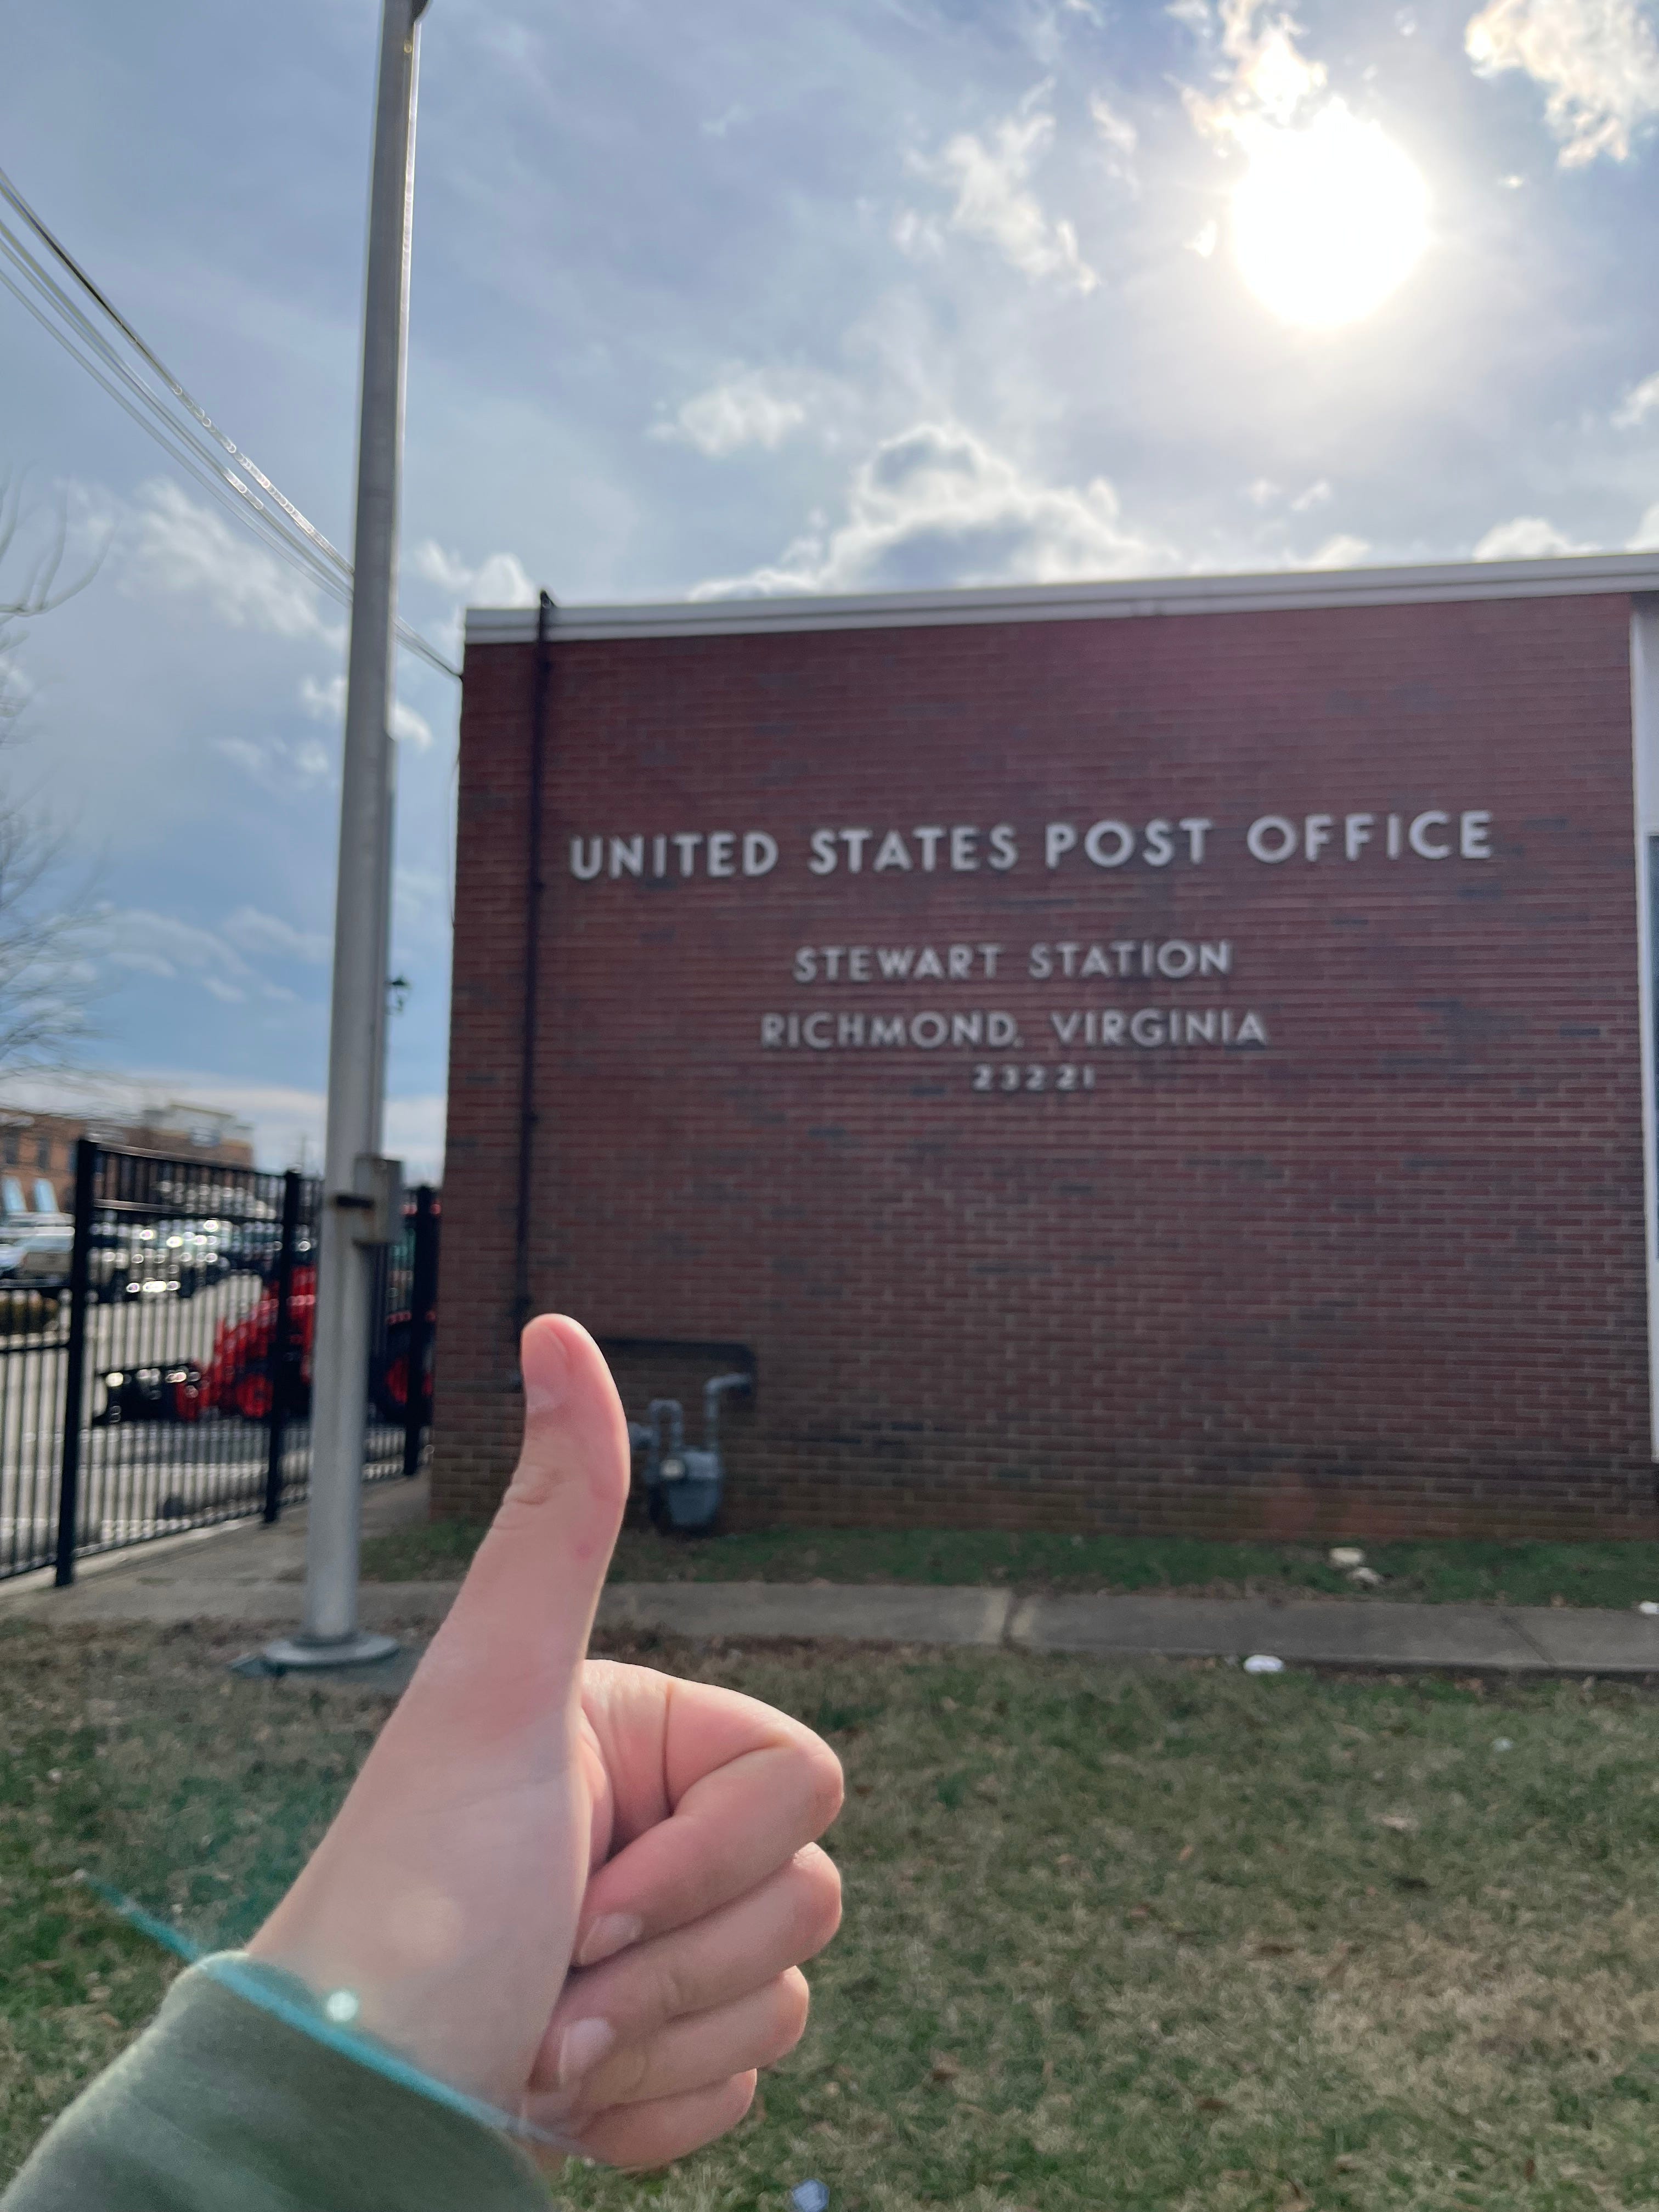 UNITED STATES POST OFFICE
STEWART STATION
RICHMOND, VIRGINIA
23221